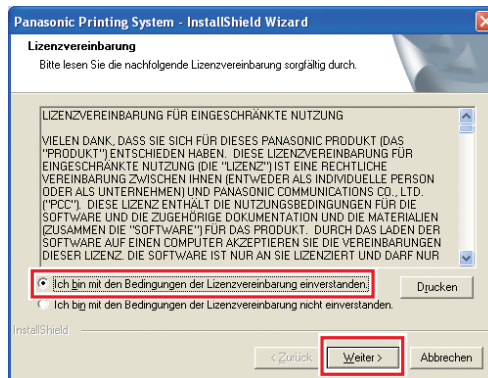 Panasonic Printing System - InstallShield Wizard
Lizenzvereinbarung
Bitte lesen Sie die nachfolgende Lizenzvereinbarung sorgfältig durch.
LIZENZVEREINBARUNG FÜR EINGESCHRÄNKTE NUTZUNG
VIELEN DANK, DASS SIE SICH FÜR DIESES PANASONIC PRODUKT (DAS
"PRODUKT") ENTSCHIEDEN HABEN. DIESE LIZENZVEREINBARUNG FÜR
EINGESCHRÄNKTE NUTZUNG (DIE "LIZENZ") IST EINE RECHTLICHE
VEREINBARUNG ZWISCHEN IHNEN (ENTWEDER ALS INDIVIDUELLE PERSON
ODER ALS UNTERNEHMEN) UND PANASONIC COMMUNICATIONS CO., LTD.
("PCC"). DIESE LIZENZ ENTHÄLT DIE NUTZUNGSBEDINGUNGEN FÜR DIE
SOFTWARE UND DIE ZUGEHÖRIGE DOKUMENTATION UND DIE MATERIALIEN
(ZUSAMMEN DIE "SOFTWARE") FÜR DAS PRODUKT. DURCH DAS LADEN DER
SOFTWARE AUF EINEN COMPUTER AKZEPTIEREN SIE DIE VEREINBARUNGEN
DIESER LIZENZ. DIE SOFTWARE IST NUR AN SIE LIZENZIERT UND DARF NUR
Ich bin mit den Bedingungen der Lizenzvereinbarung einverstanden.
Drucken
Ich bin mit den Bedingungen der Lizenzvereinbarung nicht einverstanden.
InstallShield
< Zurück
Weiter >
Abbrechen